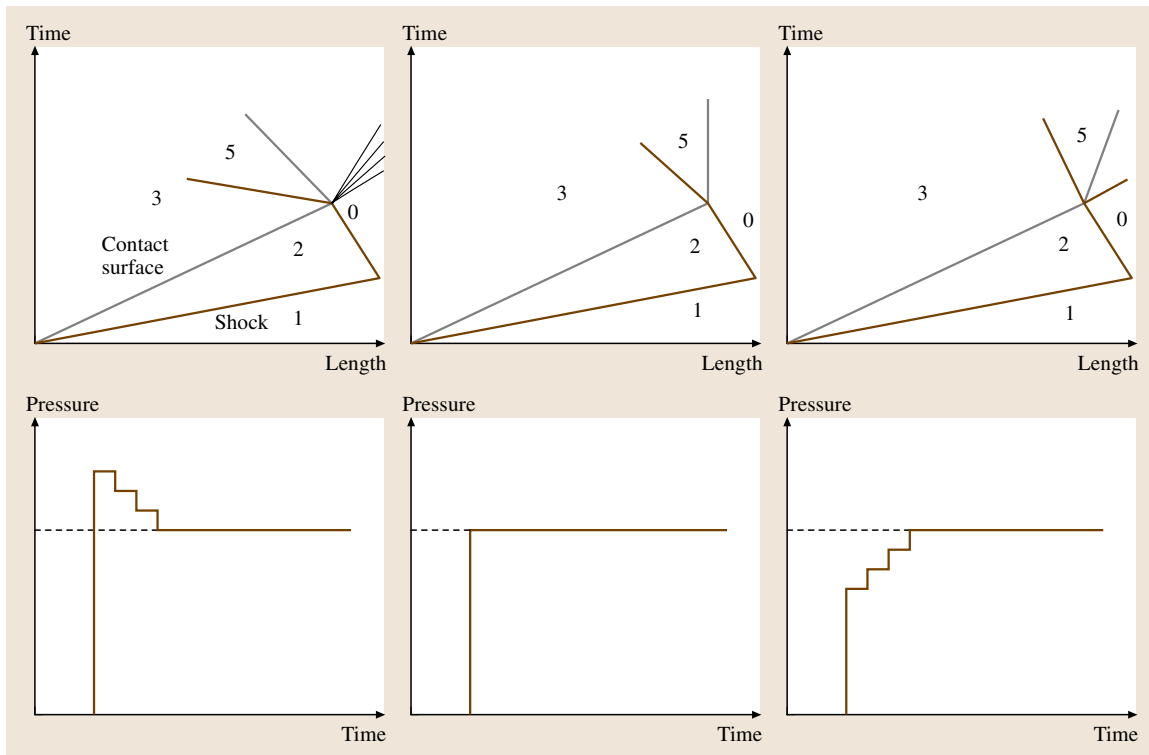 Time
5
3
0
Contact
surface
2
Shock
1
Length
Time
5
3
0
2
1
Length
Time
5
3
0
2
1
Length
Pressure
Time
Pressure
Time
Pressure
Time